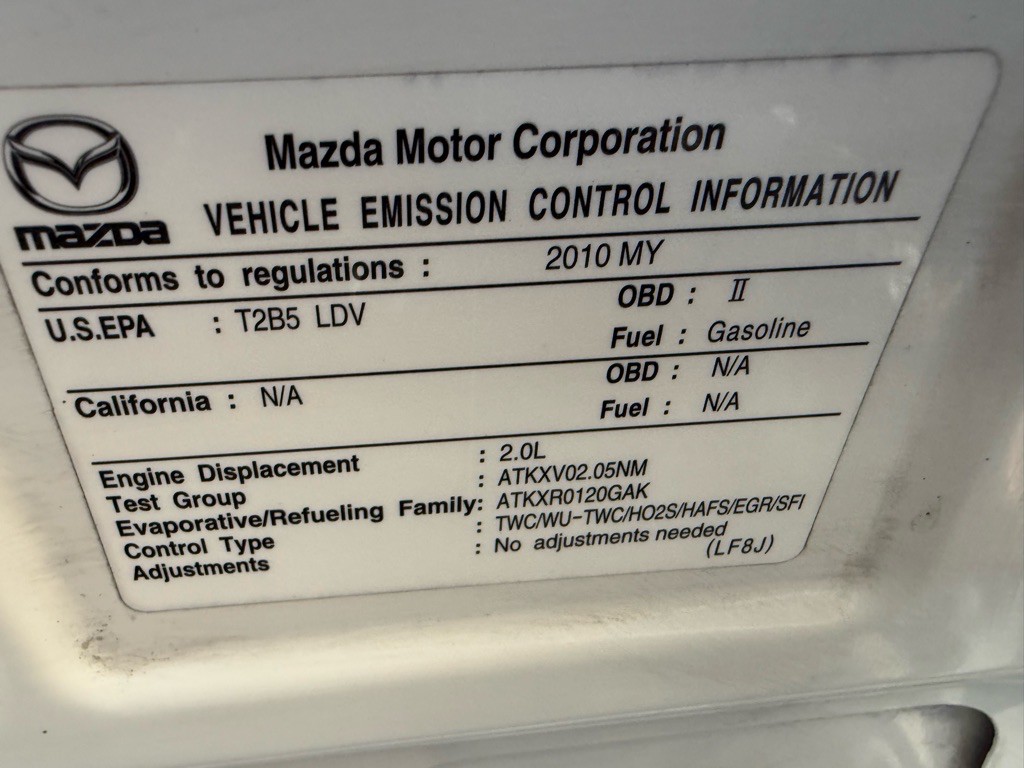 Mazda Motor Corporation
mazda
VEHICLE EMISSION CONTROL INFORMATION
Conforms to regulations : 2010 MY
U.S.EPA : T2B5 LDV OBD : II
Fuel : Gasoline
California : N/A OBD : N/A
Fuel : N/A
Engine Displacement : 2.0L
Test Group : ATKXV02.05NM
Evaporative/Refueling Family: ATKXR0120GAK
Control Type : TWC/WU-TWC/HO2S/HAFS/EGR/SFI
Adjustments : No adjustments needed
(LF8J)